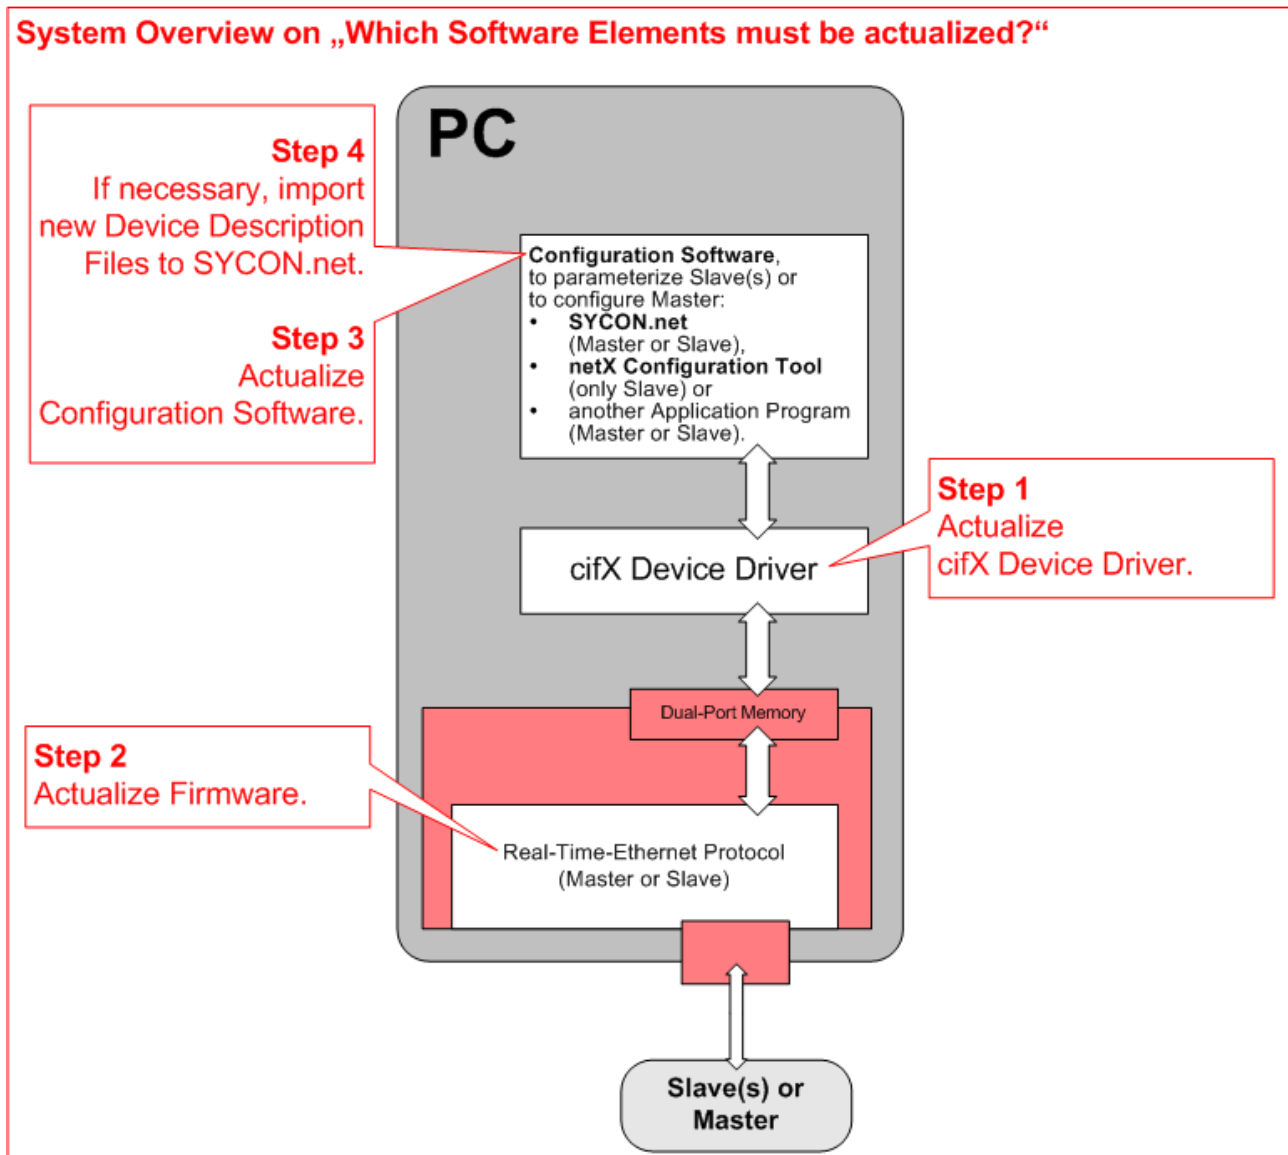 System Overview on „Which Software Elements must be actualized?“
PC
Step 4
If necessary, import
new Device Description
Files to SYCON.net.
Step 3
Actualize
Configuration Software.
Configuration Software,
to parameterize Slave(s) or
to configure Master:
• SYCON.net
(Master or Slave),
• netX Configuration Tool
(only Slave) or
• another Application Program
(Master or Slave).
Step 1
Actualize
cifX Device Driver.
cifX Device Driver
Dual-Port Memory
Step 2
Actualize Firmware.
Real-Time-Ethernet Protocol
(Master or Slave)
Slave(s) or
Master